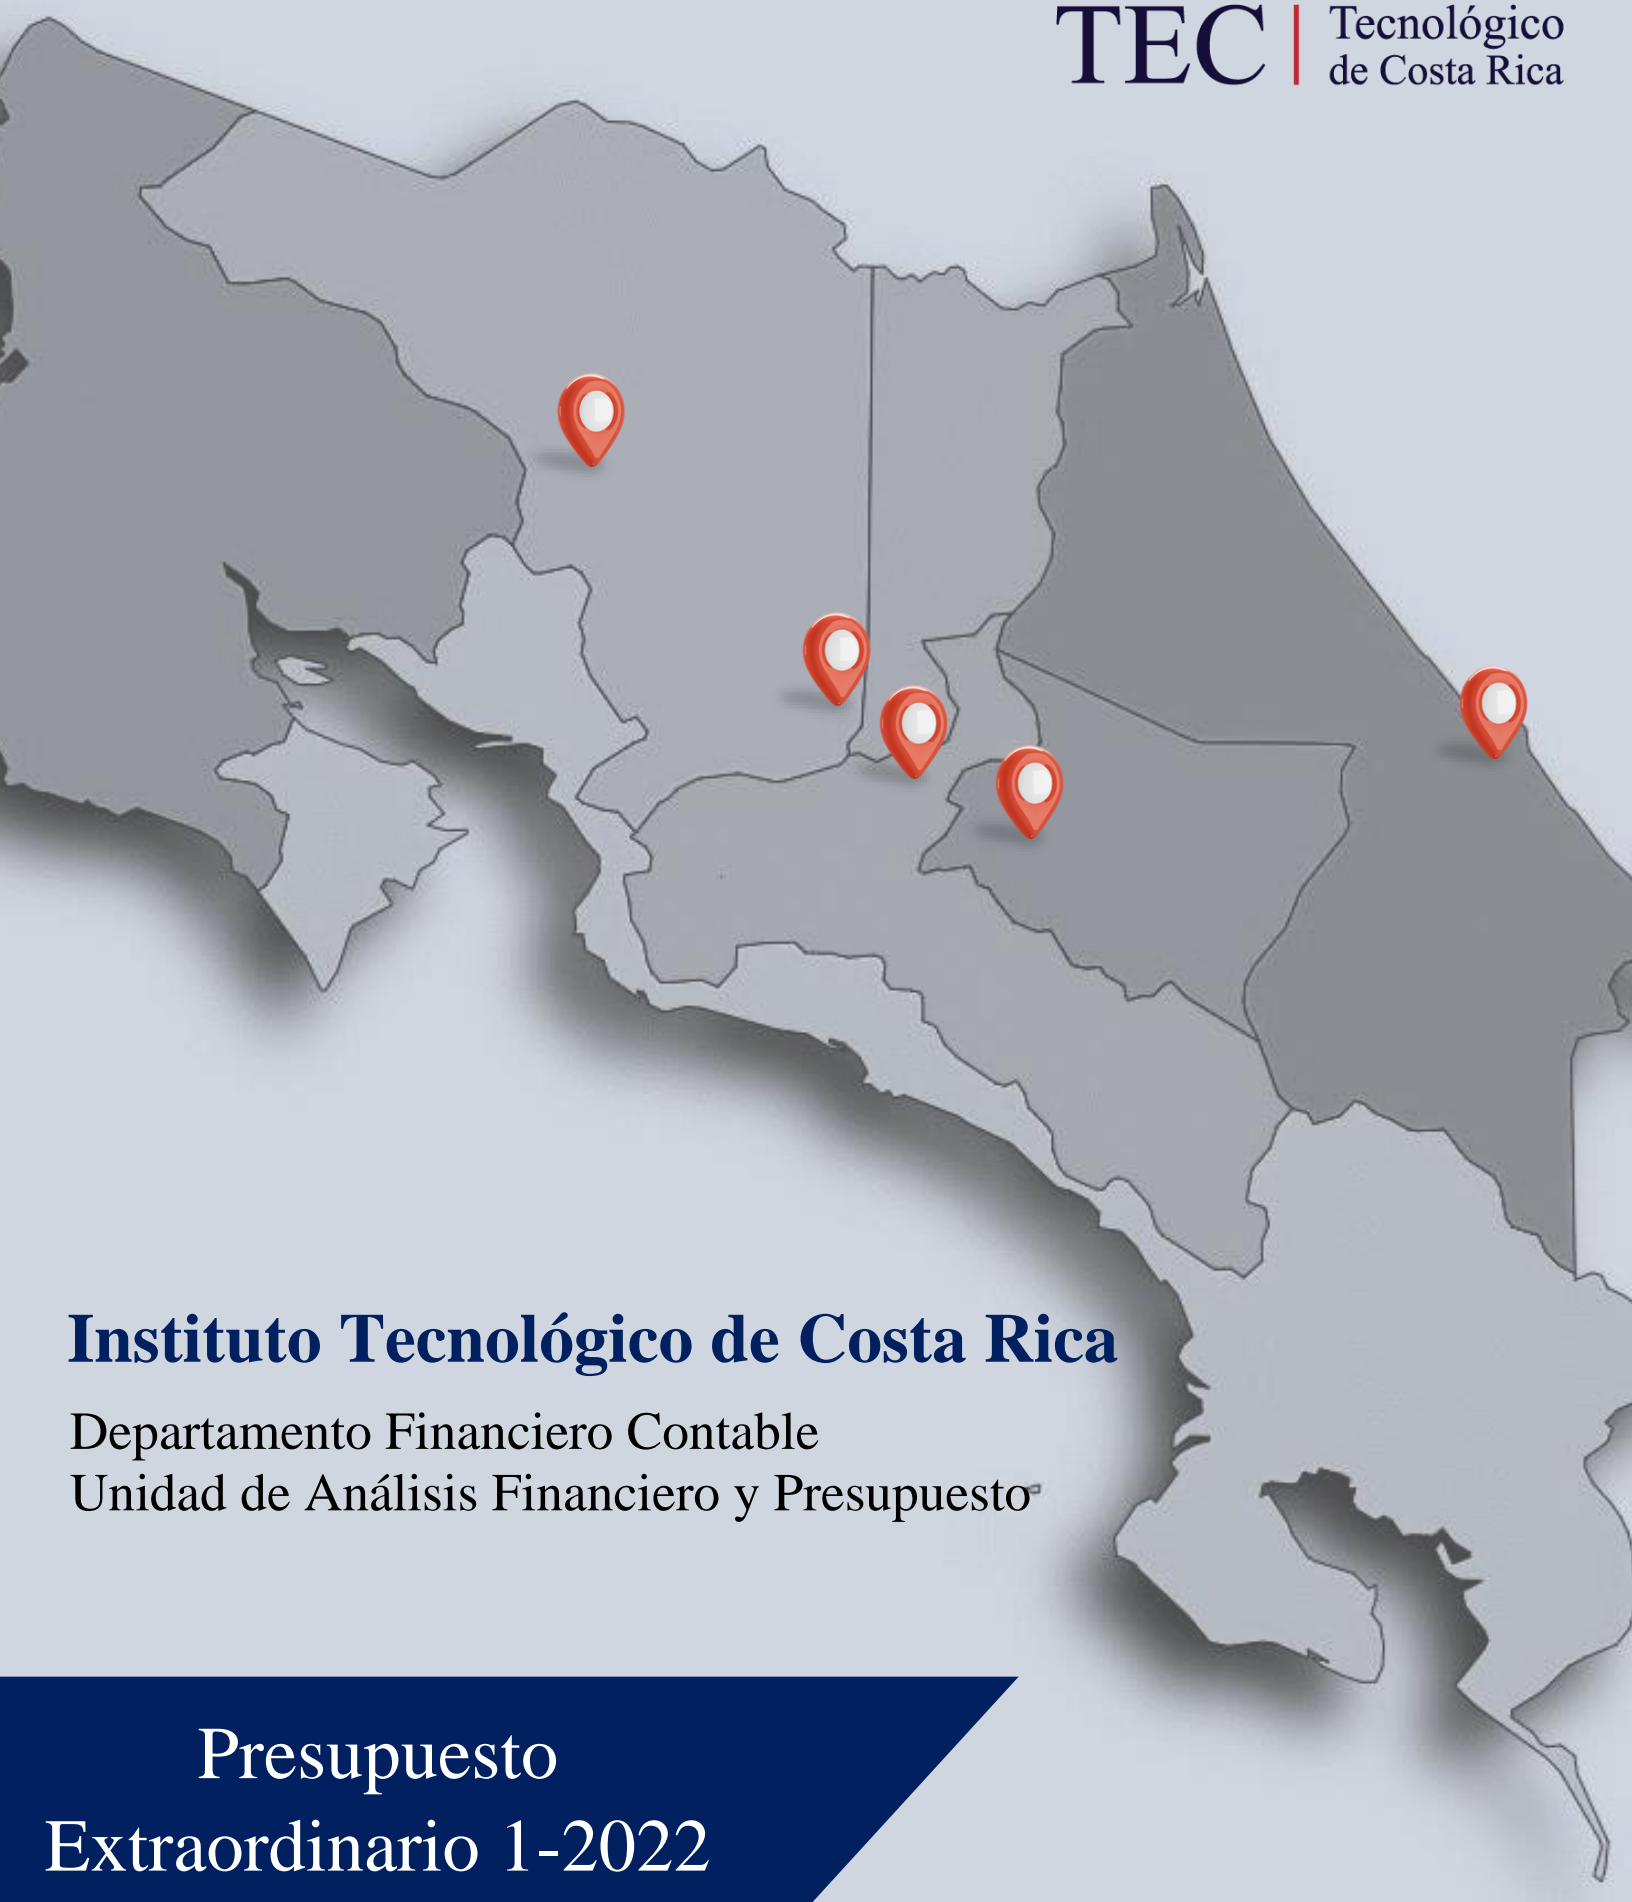 TEC
Tecnológico
de Costa Rica
Instituto Tecnológico de Costa Rica
Departamento Financiero Contable
Unidad de Análisis Financiero y Presupuesto
Presupuesto
Extraordinario 1-2022